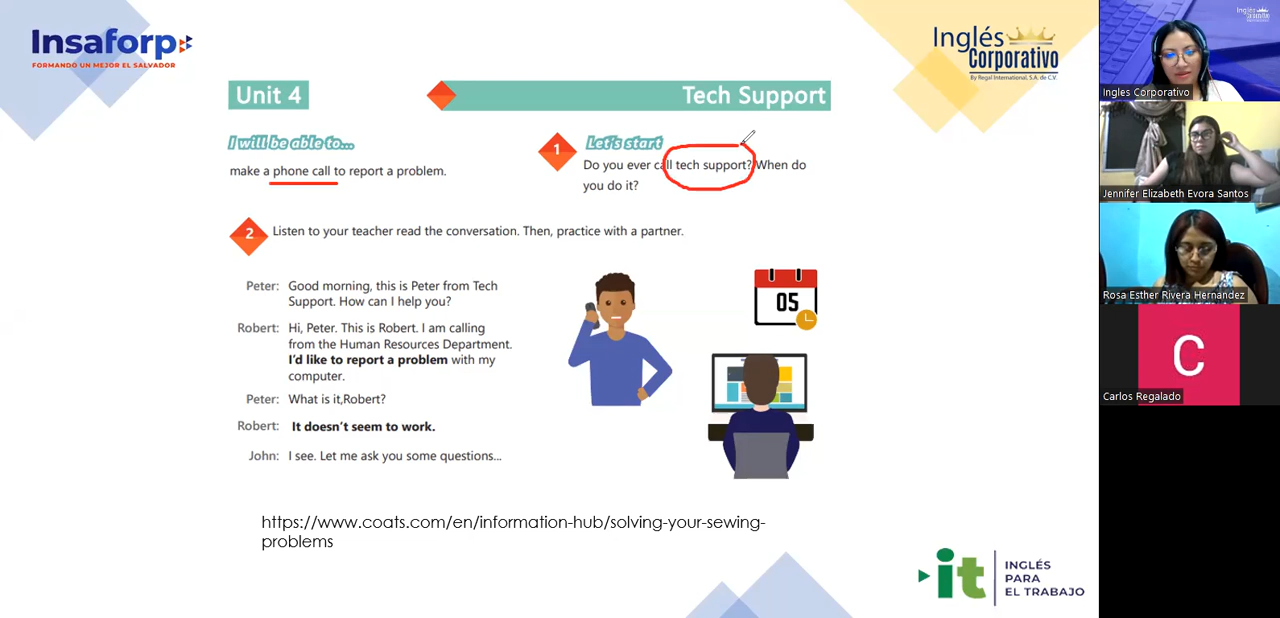 Insaforp
FORMANDO UN MEJOR EL SALVADOR
Inglés
Corporativo
By Regal International, S.A. de C.V.
Unit 4
Tech Support
I will be able to...
make a phone call to report a problem.
1
Let's start
Do you ever call tech support? When do
you do it?
2
Listen to your teacher read the conversation. Then, practice with a partner.
Peter: Good morning, this is Peter from Tech
Support. How can I help you?
Robert: Hi, Peter. This is Robert. I am calling
from the Human Resources Department.
I'd like to report a problem with my
computer.
Peter: What is it,Robert?
Robert: It doesn't seem to work.
John: I see. Let me ask you some questions...
05
https://www.coats.com/en/information-hub/solving-your-sewing-
problems
it
INGLÉS
PARA
EL TRABAJO
Inglés
Ingles Corporativo
Jennifer Elizabeth Evora Santos
Rosa Esther Rivera Hernández
C
Carlos Regalado